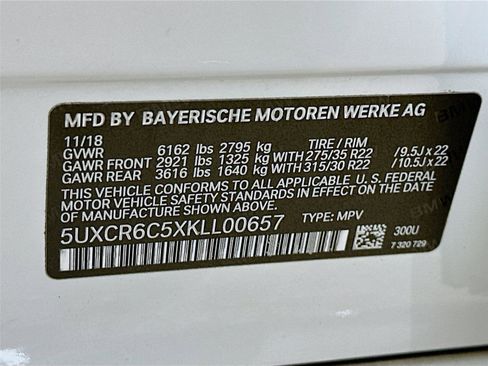 MFD BY BAYERISCHE MOTOREN WERKE AG
11/18
GVWR 6162 lbs 2795 kg TIRE / RIM
GAWR FRONT 2921 lbs 1325 kg WITH 275/35 R22 / 9.5J x 22
GAWR REAR 3616 lbs 1640 kg WITH 315/30 R22 / 10.5J x 22
THIS VEHICLE CONFORMS TO ALL APPLICABLE U.S. FEDERAL
MOTOR VEHICLE SAFETY STANDARDS IN EFFECT ON THE
DATE OF MANUFACTURE SHOWN ABOVE.
5UXCR6C5XKLL00657 TYPE: MPV
300U
7 320 729